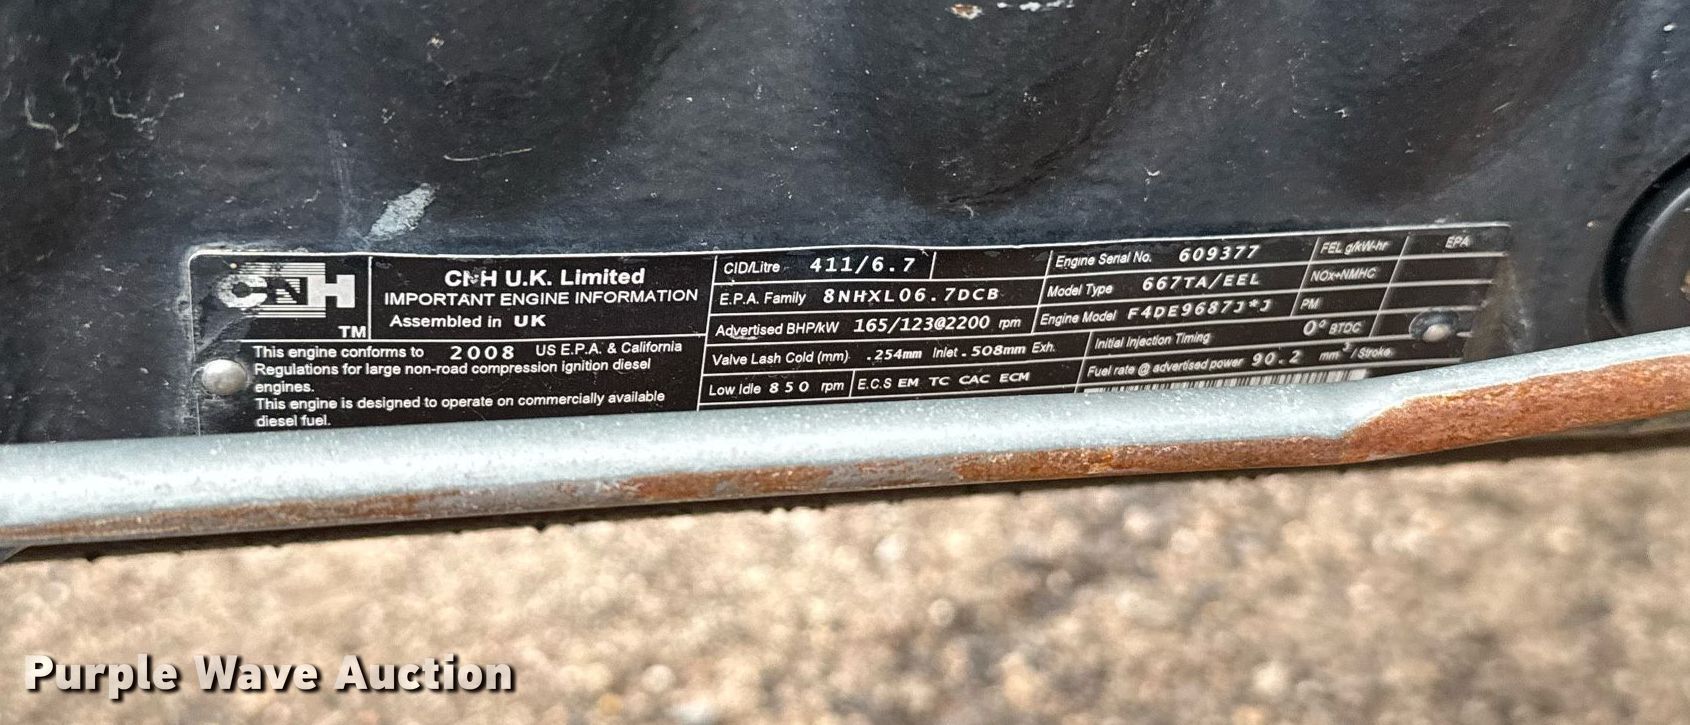 CNH
TM
CNH U.K. Limited
IMPORTANT ENGINE INFORMATION
Assembled in UK
This engine conforms to 2008 US E.P.A. & California
Regulations for large non-road compression ignition diesel
engines.
This engine is designed to operate on commercially available
diesel fuel.
CID/Litre 411/6.7
E.P.A. Family 8NHXL06.7DCB
Advertised BHP/kW 165/123@2200 rpm
Valve Lash Cold (mm) .254mm Inlet .508mm Exh.
Low Idle 850 rpm E.C.S EM TC CAC ECM
Engine Serial No. 609377
Model Type 667TA/EEL
Engine Model F4DE9687J*J
Initial Injection Timing 0° BTDC
Fuel rate @ advertised power 90.2 mm³/Stroke
FEL g/kW-hr EPA
NOx+NMHC
PM
Purple Wave Auction